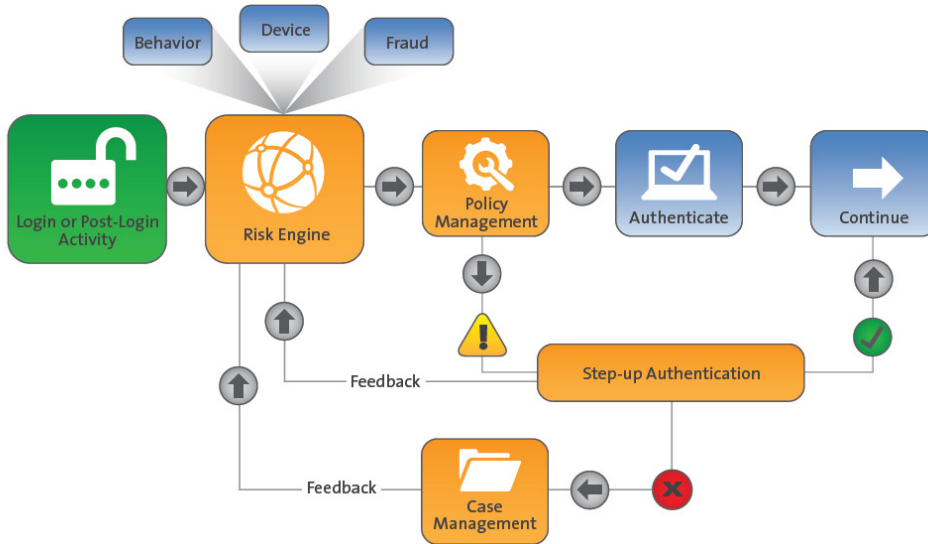 Behavior
Device
Fraud
Login or Post-Login
Activity
Risk Engine
Policy
Management
Authenticate
Continue
Feedback
Step-up Authentication
Feedback
Case
Management